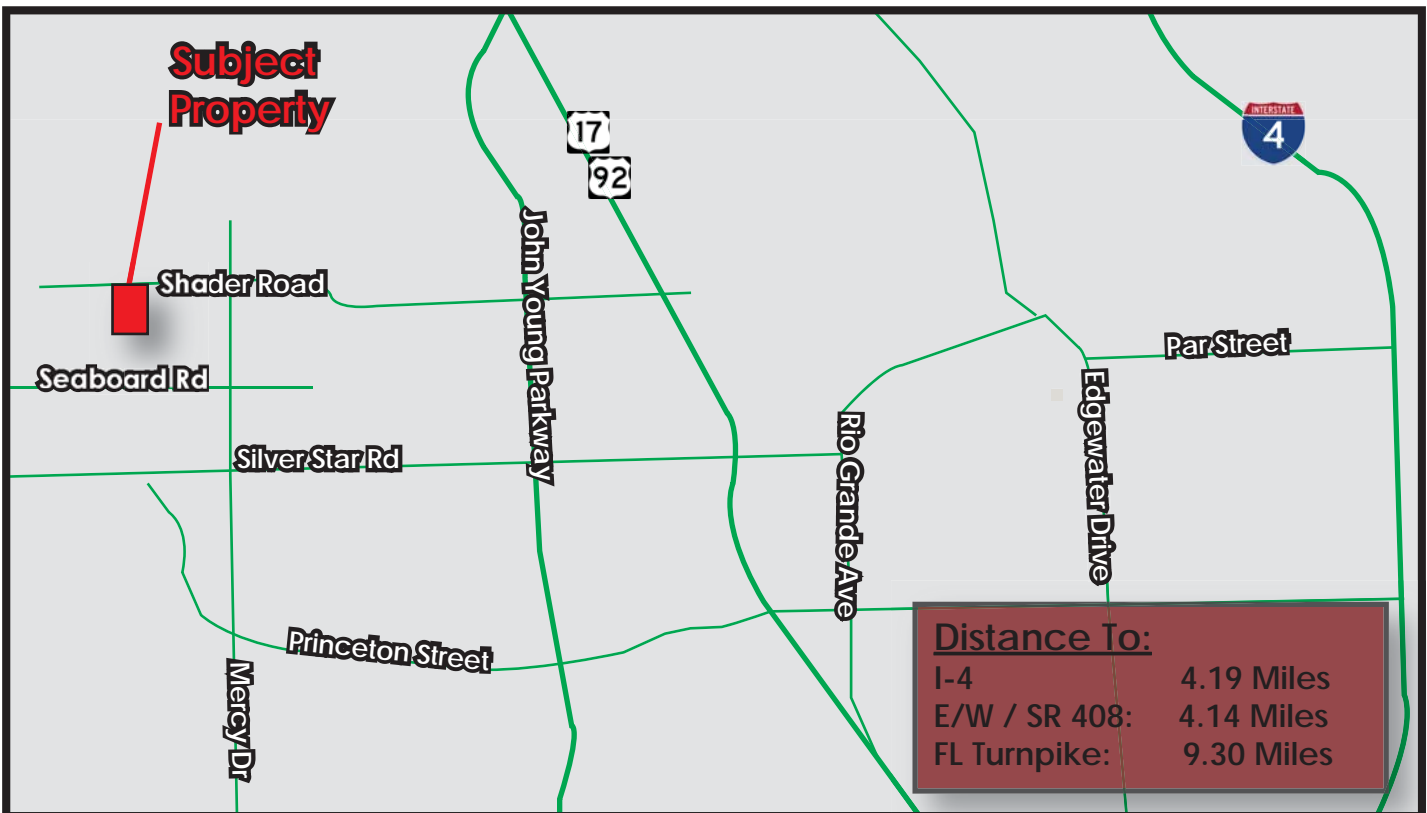 Subject
Property
17
92
INTERSTATE
4
John Young Parkway
Shader Road
Par Street
Seaboard Rd
Edgewater Drive
Rio Grande Ave
Silver Star Rd
Princeton Street
Mercy Dr
Distance To:
I-4 4.19 Miles
E/W / SR 408: 4.14 Miles
FL Turnpike: 9.30 Miles